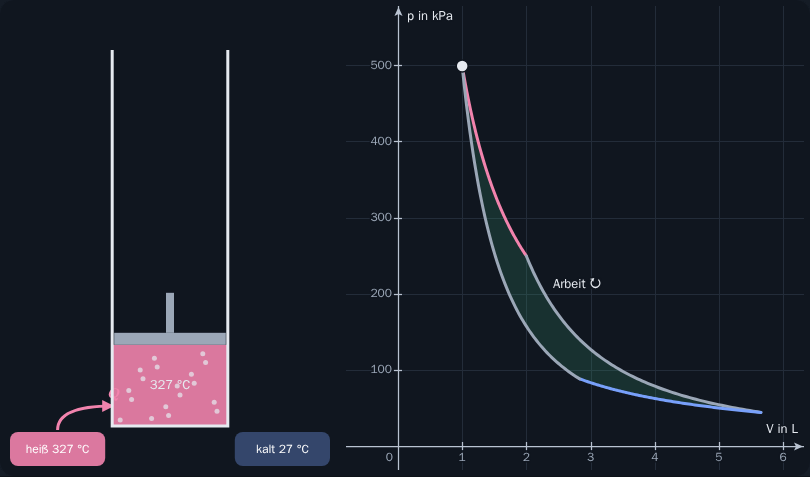 p in kPa
500
400
300
200
100
0
1
2
3
4
5
6
V in L
Arbeit ↻
327 °C
Q
heiß 327 °C
kalt 27 °C